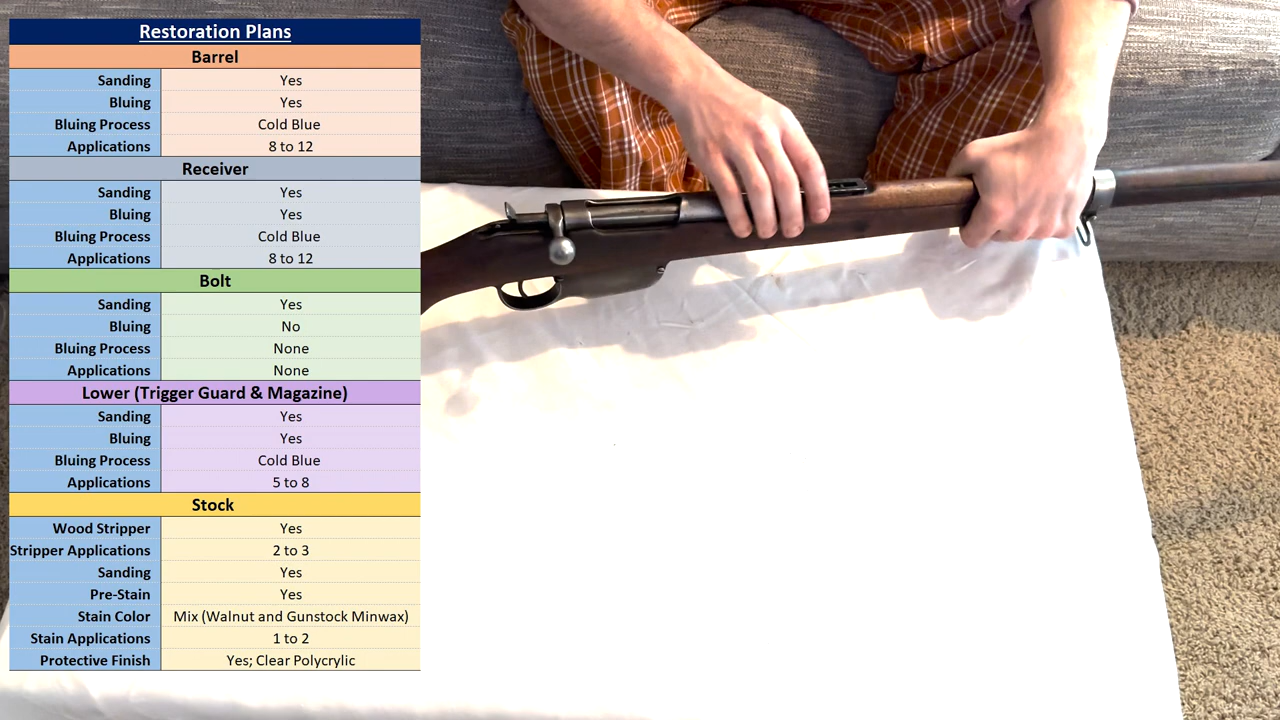 Restoration Plans
Barrel
Sanding Yes
Bluing Yes
Bluing Process Cold Blue
Applications 8 to 12
Receiver
Sanding Yes
Bluing Yes
Bluing Process Cold Blue
Applications 8 to 12
Bolt
Sanding Yes
Bluing No
Bluing Process None
Applications None
Lower (Trigger Guard & Magazine)
Sanding Yes
Bluing Yes
Bluing Process Cold Blue
Applications 5 to 8
Stock
Wood Stripper Yes
Stripper Applications 2 to 3
Sanding Yes
Pre-Stain Yes
Stain Color Mix (Walnut and Gunstock Minwax)
Stain Applications 1 to 2
Protective Finish Yes; Clear Polycrylic